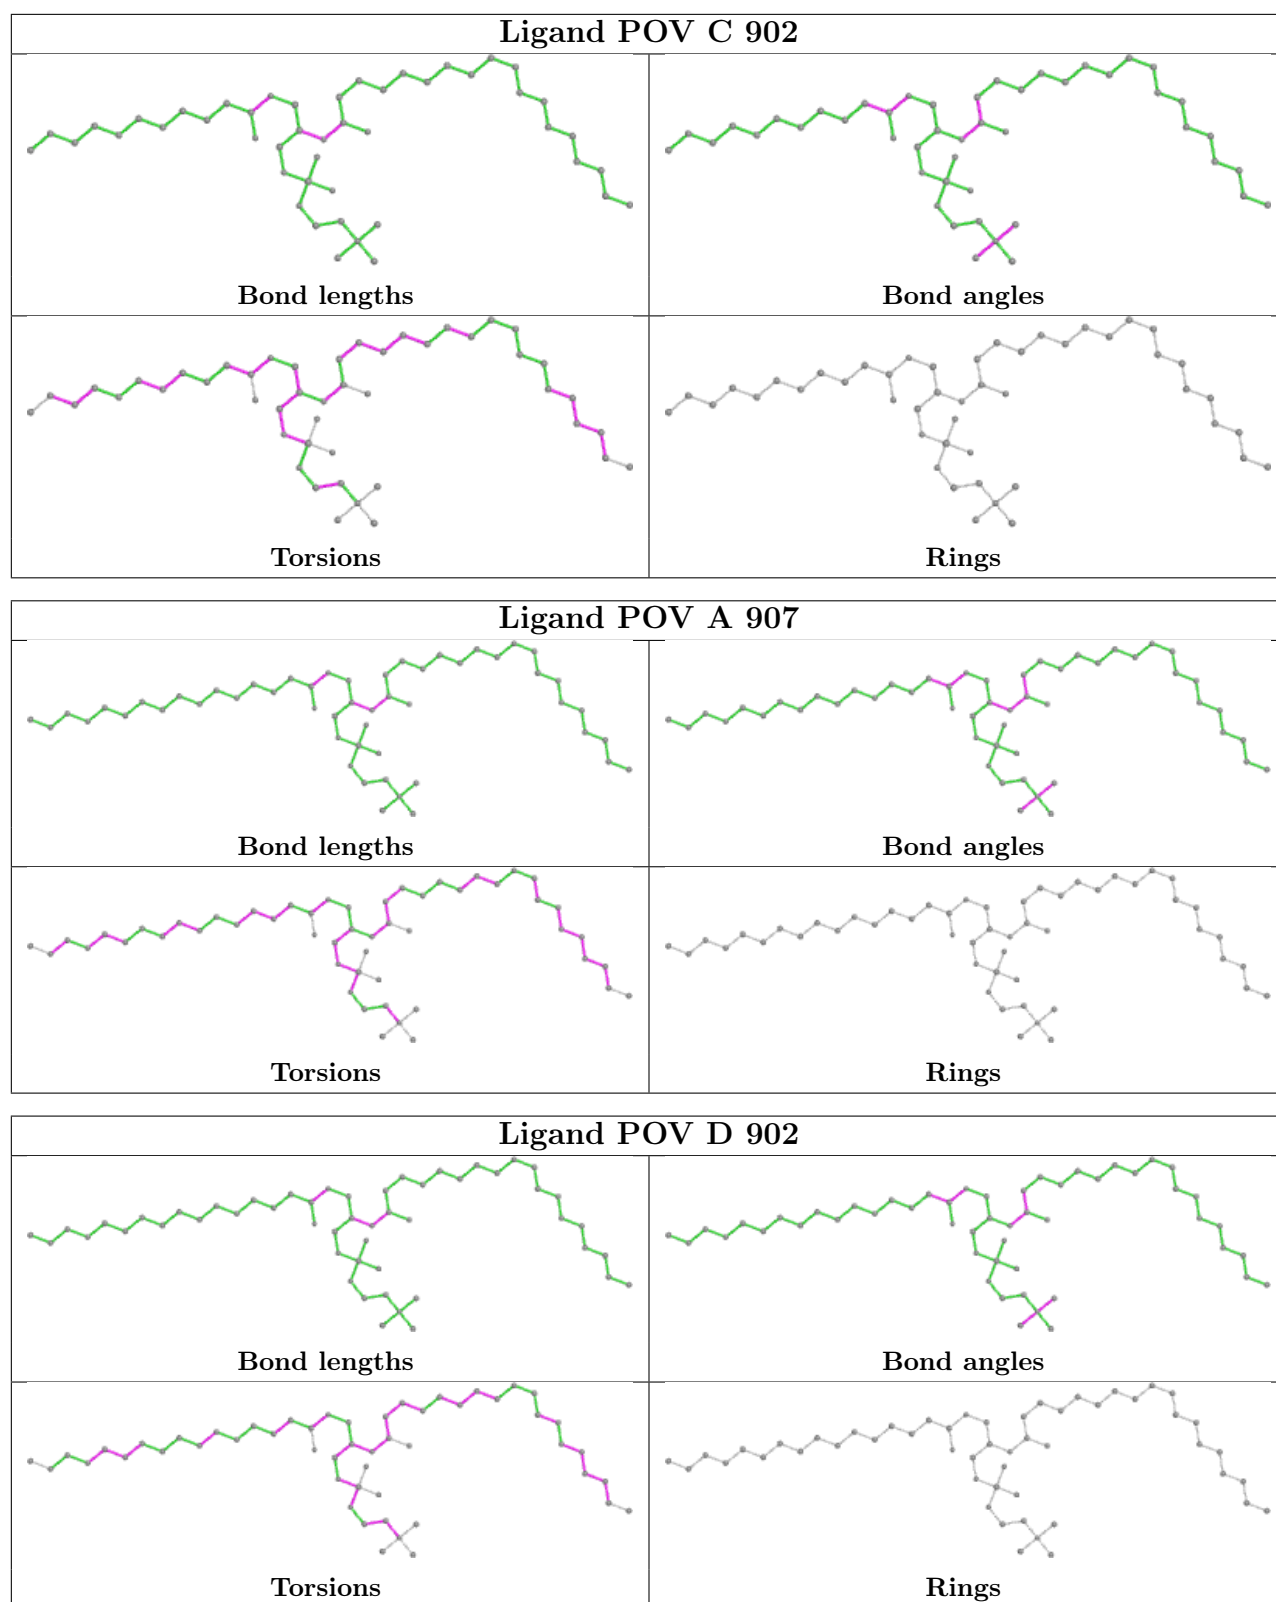 Ligand POV C 902
Bond lengths
Bond angles
Torsions
Rings
Ligand POV A 907
Bond lengths
Bond angles
Torsions
Rings
Ligand POV D 902
Bond lengths
Bond angles
Torsions
Rings